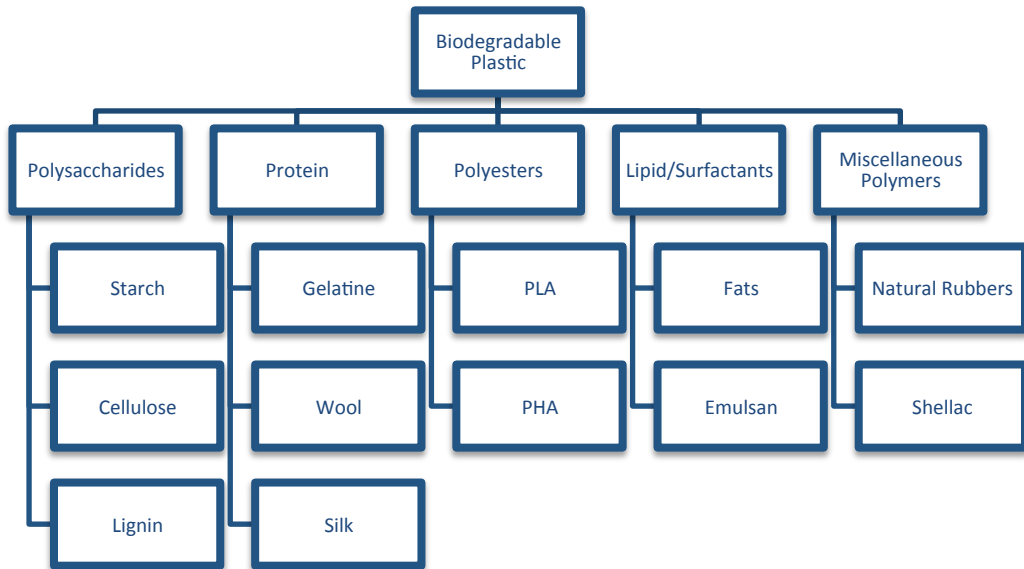 Biodegradable
Plastic
Polysaccharides
Protein
Polyesters
Lipid/Surfactants
Miscellaneous
Polymers
Starch
Gelatine
PLA
Fats
Natural Rubbers
Cellulose
Wool
PHA
Emulsan
Shellac
Lignin
Silk